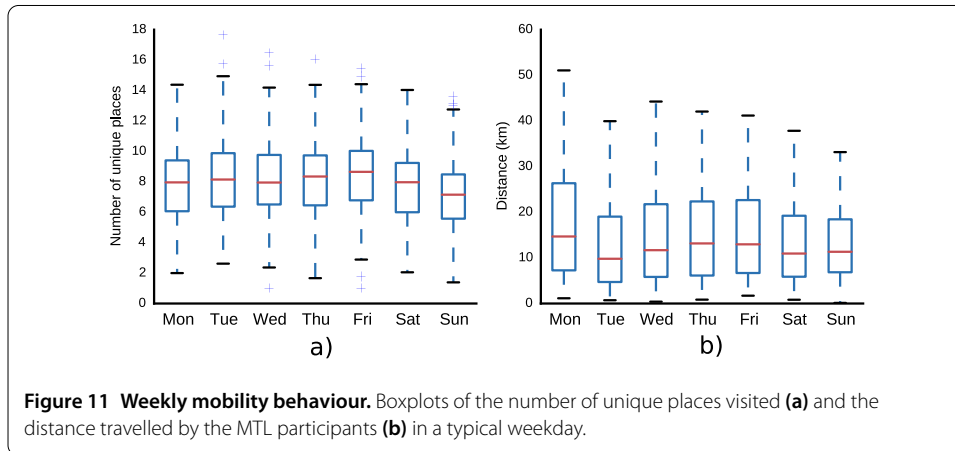 18
16
14
12
10
8
6
4
2
0
Number of unique places
Mon Tue Wed Thu Fri Sat Sun
a)
60
50
40
30
20
10
0
Distance (km)
Mon Tue Wed Thu Fri Sat Sun
b)
Figure 11 Weekly mobility behaviour. Boxplots of the number of unique places visited (a) and the
distance travelled by the MTL participants (b) in a typical weekday.